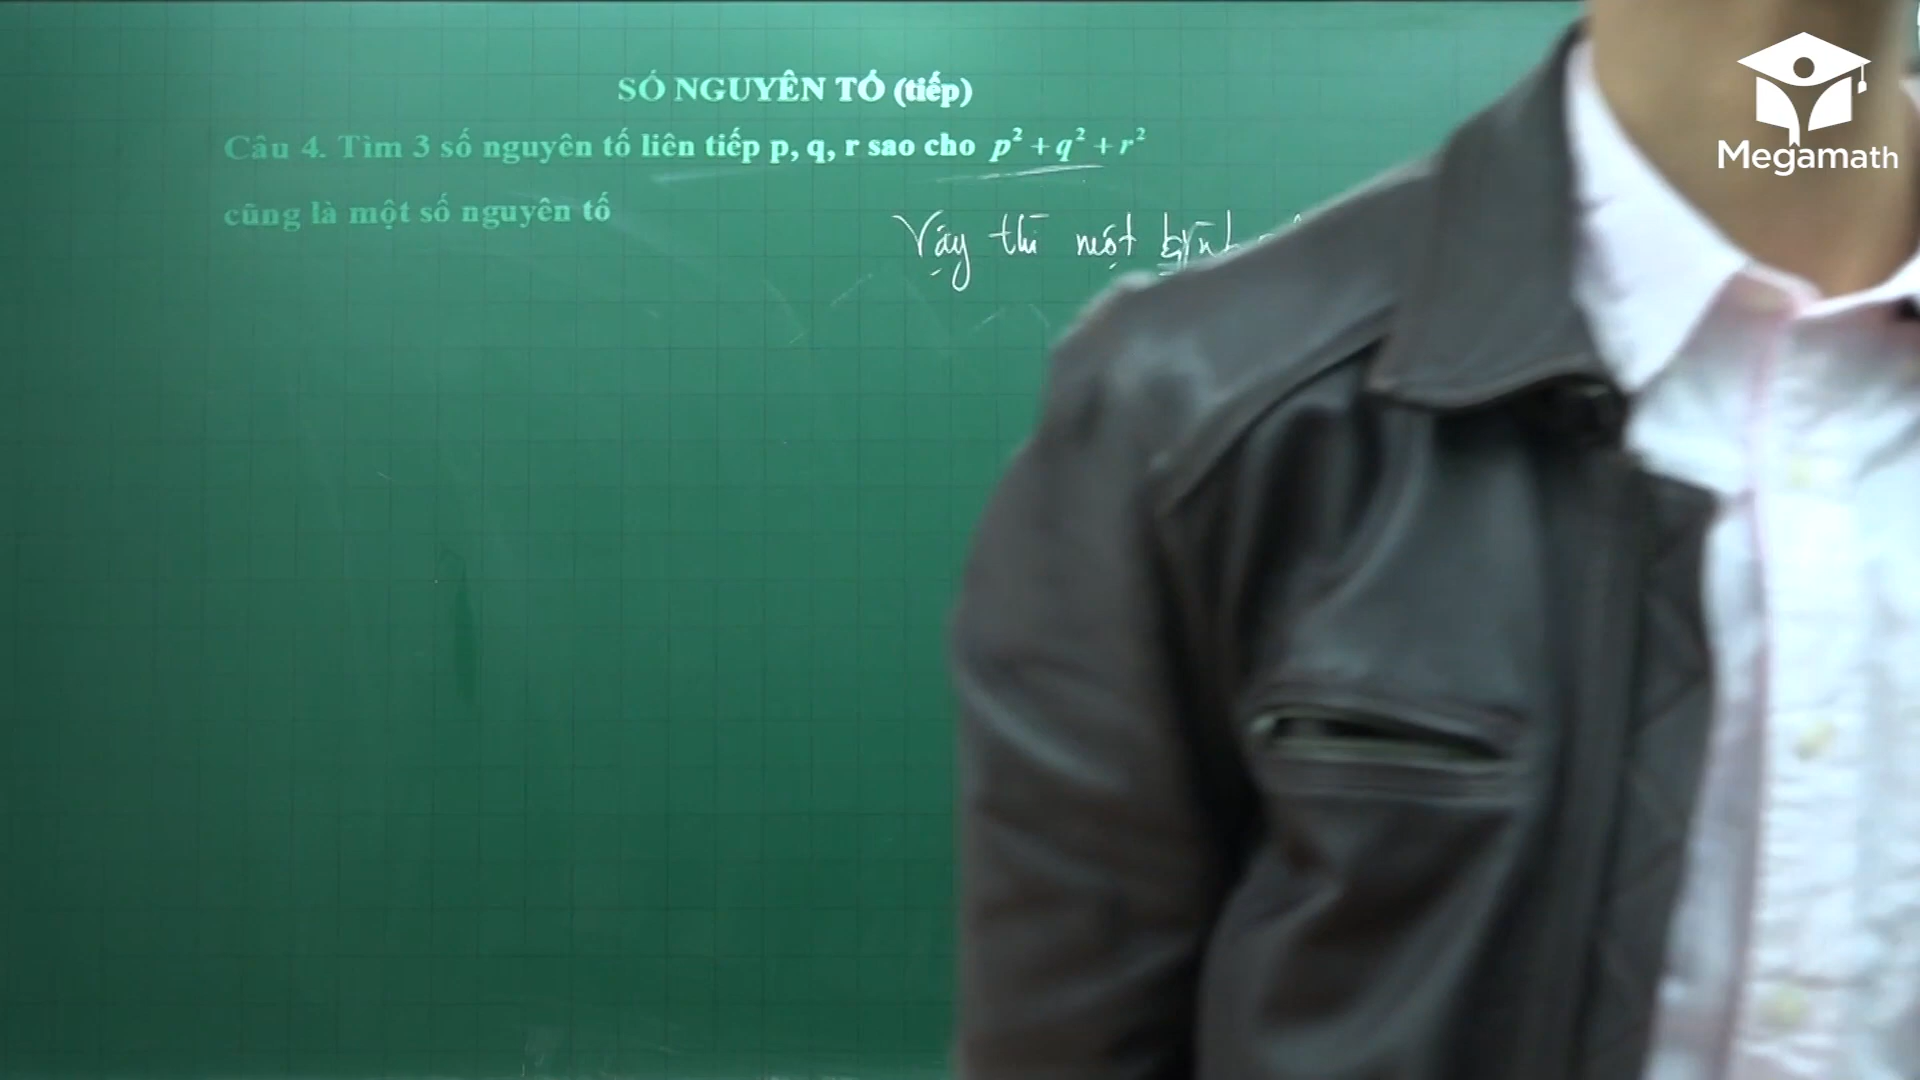 SỐ NGUYÊN TỐ (tiếp)
Câu 4. Tìm 3 số nguyên tố liên tiếp p, q, r sao cho p² + q² + r²
cũng là một số nguyên tố
Vậy thì một
Megamath